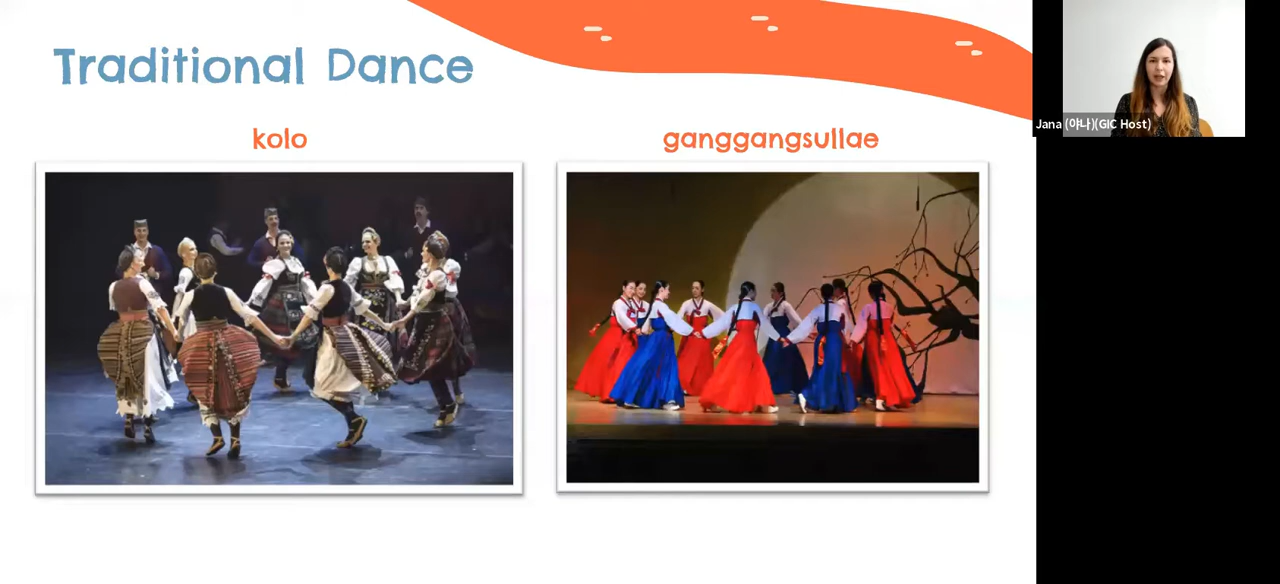 Traditional Dance
kolo
ganggangsullae
Jana (야나)(GIC Host)